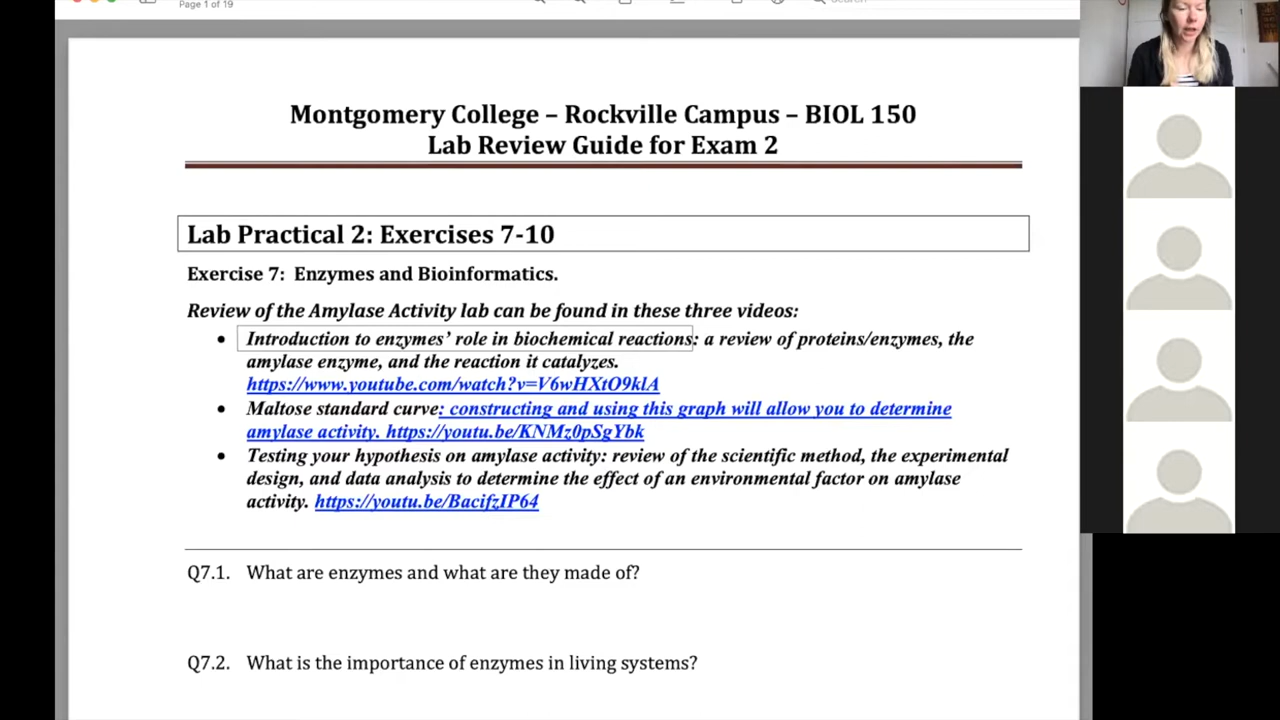 Page 1 of 19
Search
Montgomery College – Rockville Campus – BIOL 150
Lab Review Guide for Exam 2
Lab Practical 2: Exercises 7-10
Exercise 7: Enzymes and Bioinformatics.
Review of the Amylase Activity lab can be found in these three videos:
• Introduction to enzymes’ role in biochemical reactions: a review of proteins/enzymes, the
amylase enzyme, and the reaction it catalyzes.
https://www.youtube.com/watch?v=V6wHXtO9klA
• Maltose standard curve: constructing and using this graph will allow you to determine
amylase activity. https://youtu.be/KNMz0pSgYbk
• Testing your hypothesis on amylase activity: review of the scientific method, the experimental
design, and data analysis to determine the effect of an environmental factor on amylase
activity. https://youtu.be/BacifzIP64
Q7.1. What are enzymes and what are they made of?
Q7.2. What is the importance of enzymes in living systems?